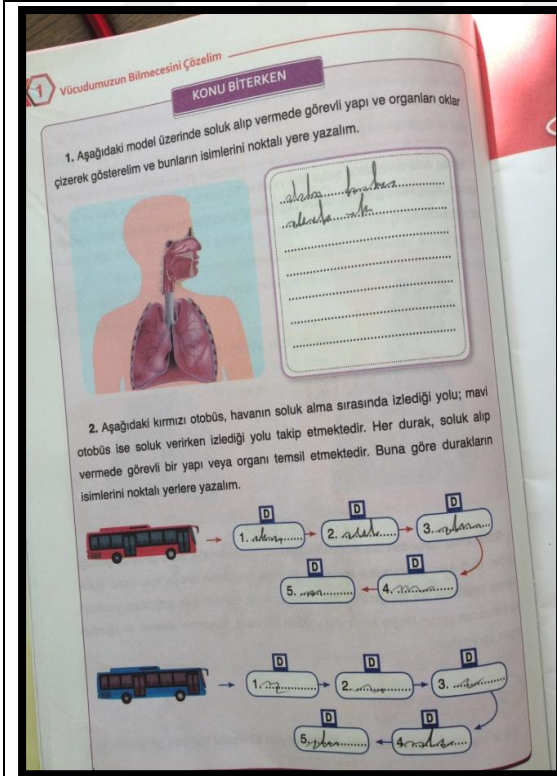 1 Vücudumuzun Bilmecesini Çözelim
KONU BİTERKEN
1. Aşağıdaki model üzerinde soluk alıp vermede görevli yapı ve organları oklar
çizerek gösterelim ve bunların isimlerini noktalı yere yazalım.
2. Aşağıdaki kırmızı otobüs, havanın soluk alma sırasında izlediği yolu; mavi
otobüs ise soluk verirken izlediği yolu takip etmektedir. Her durak, soluk alıp
vermede görevli bir yapı veya organı temsil etmektedir. Buna göre durakların
isimlerini noktalı yerlere yazalım.
D D D
1. 2. 3.
D D
5. 4.
D D D
1. 2. 3.
D D
5. 4.